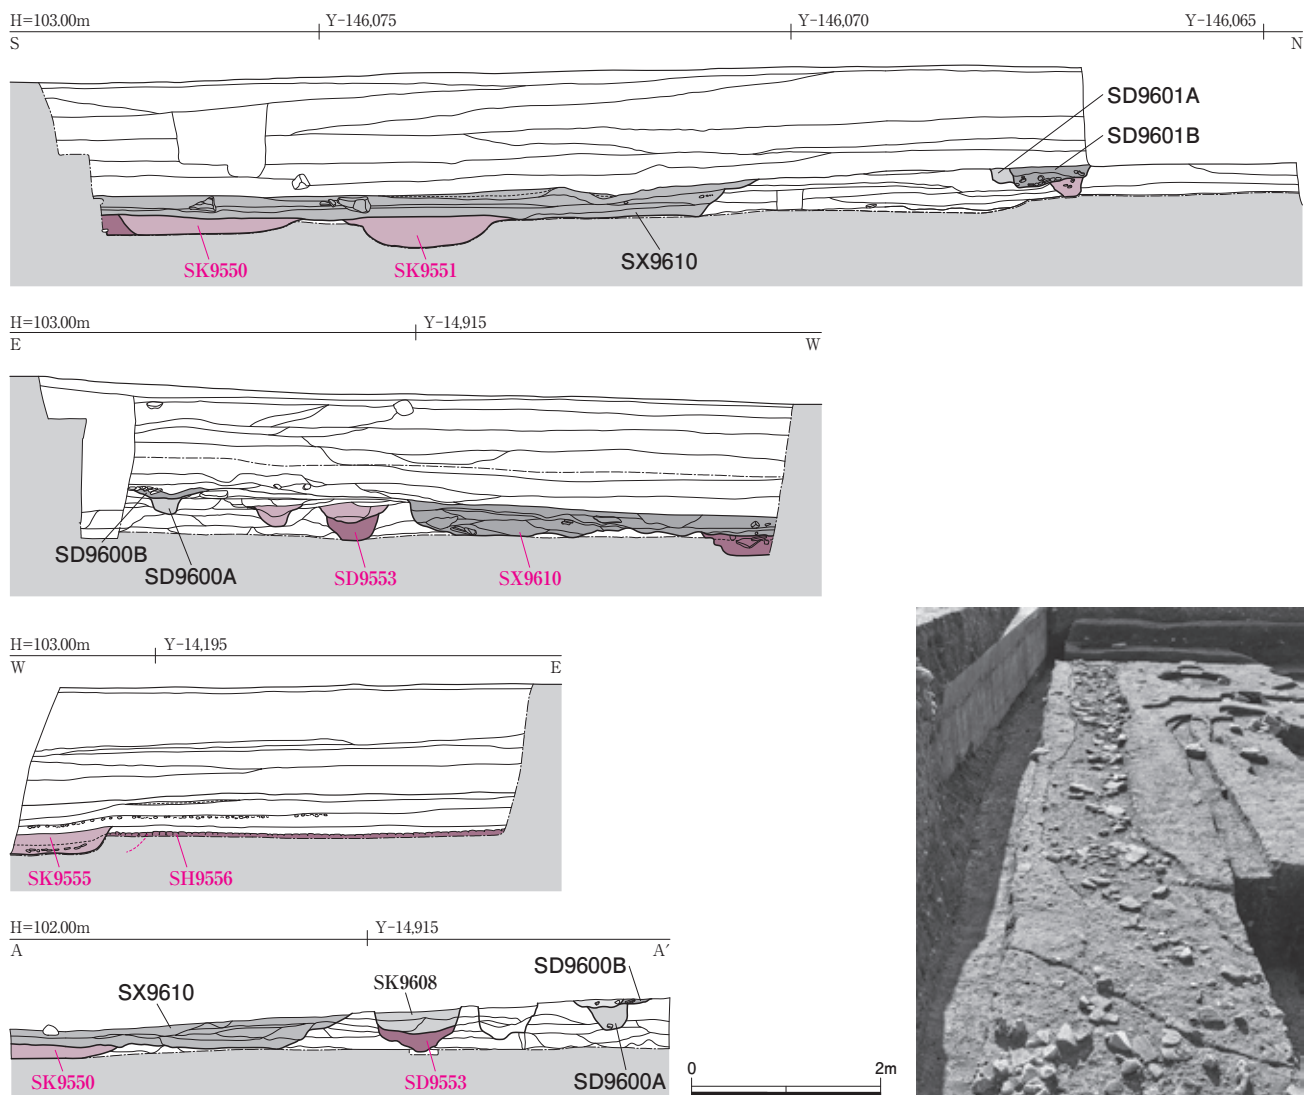 H=103.00m Y-146,075 Y-146,070 Y-146,065
S N
SD9601A
SD9601B
SK9550 SK9551 SX9610
H=103.00m Y-14,915
E W
SD9600B
SD9600A SD9553 SX9610
H=103.00m Y-14,195
W E
SK9555 SH9556
H=102.00m Y-14,915
A A′
SX9610 SK9608 SD9600B
SK9550 SD9553 SD9600A
0 2m